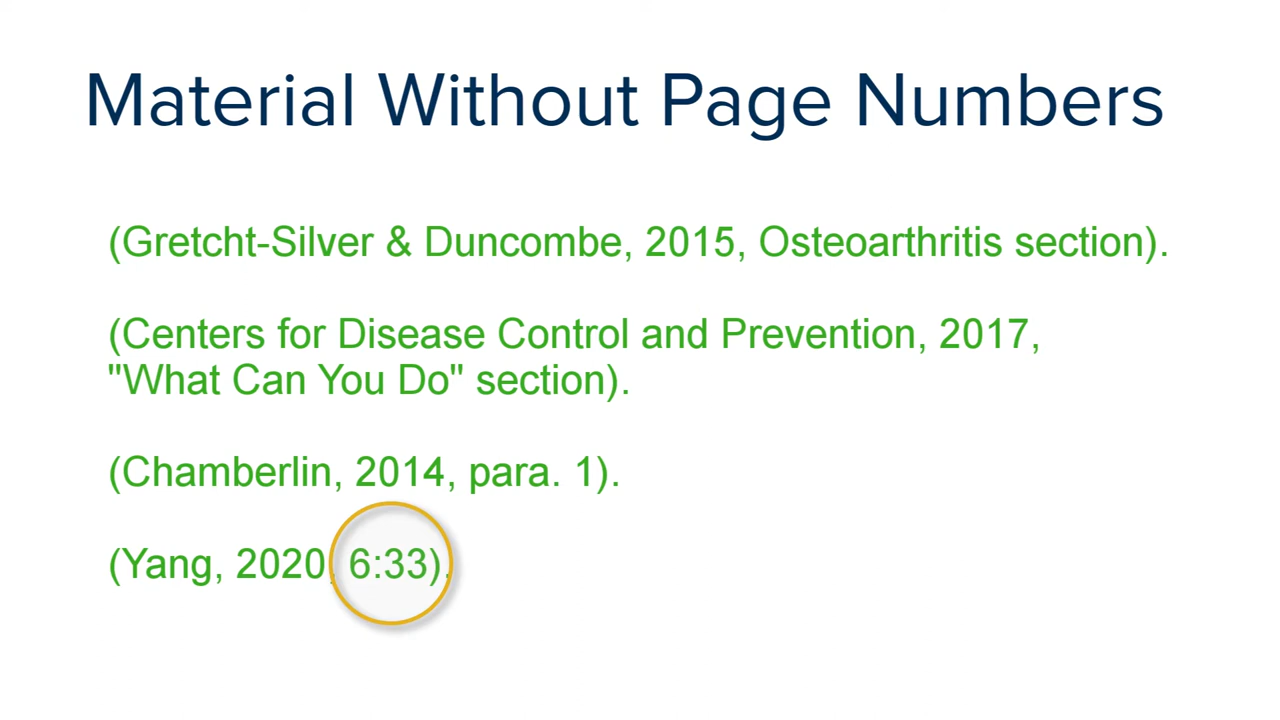 Material Without Page Numbers
(Gretcht-Silver & Duncombe, 2015, Osteoarthritis section).
(Centers for Disease Control and Prevention, 2017,
"What Can You Do" section).
(Chamberlin, 2014, para. 1).
(Yang, 2020, 6:33).